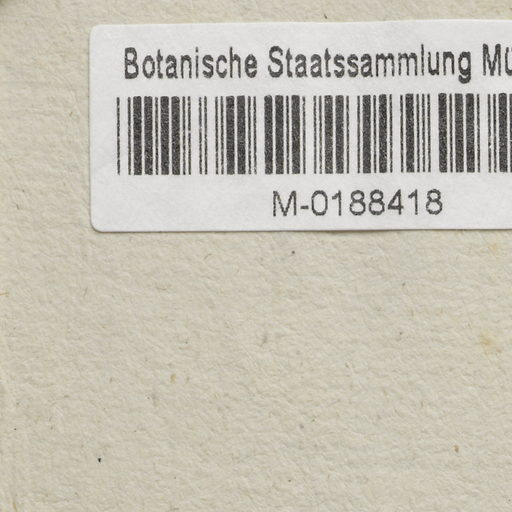 Botanische Staatssammlung Mü
M-0188418